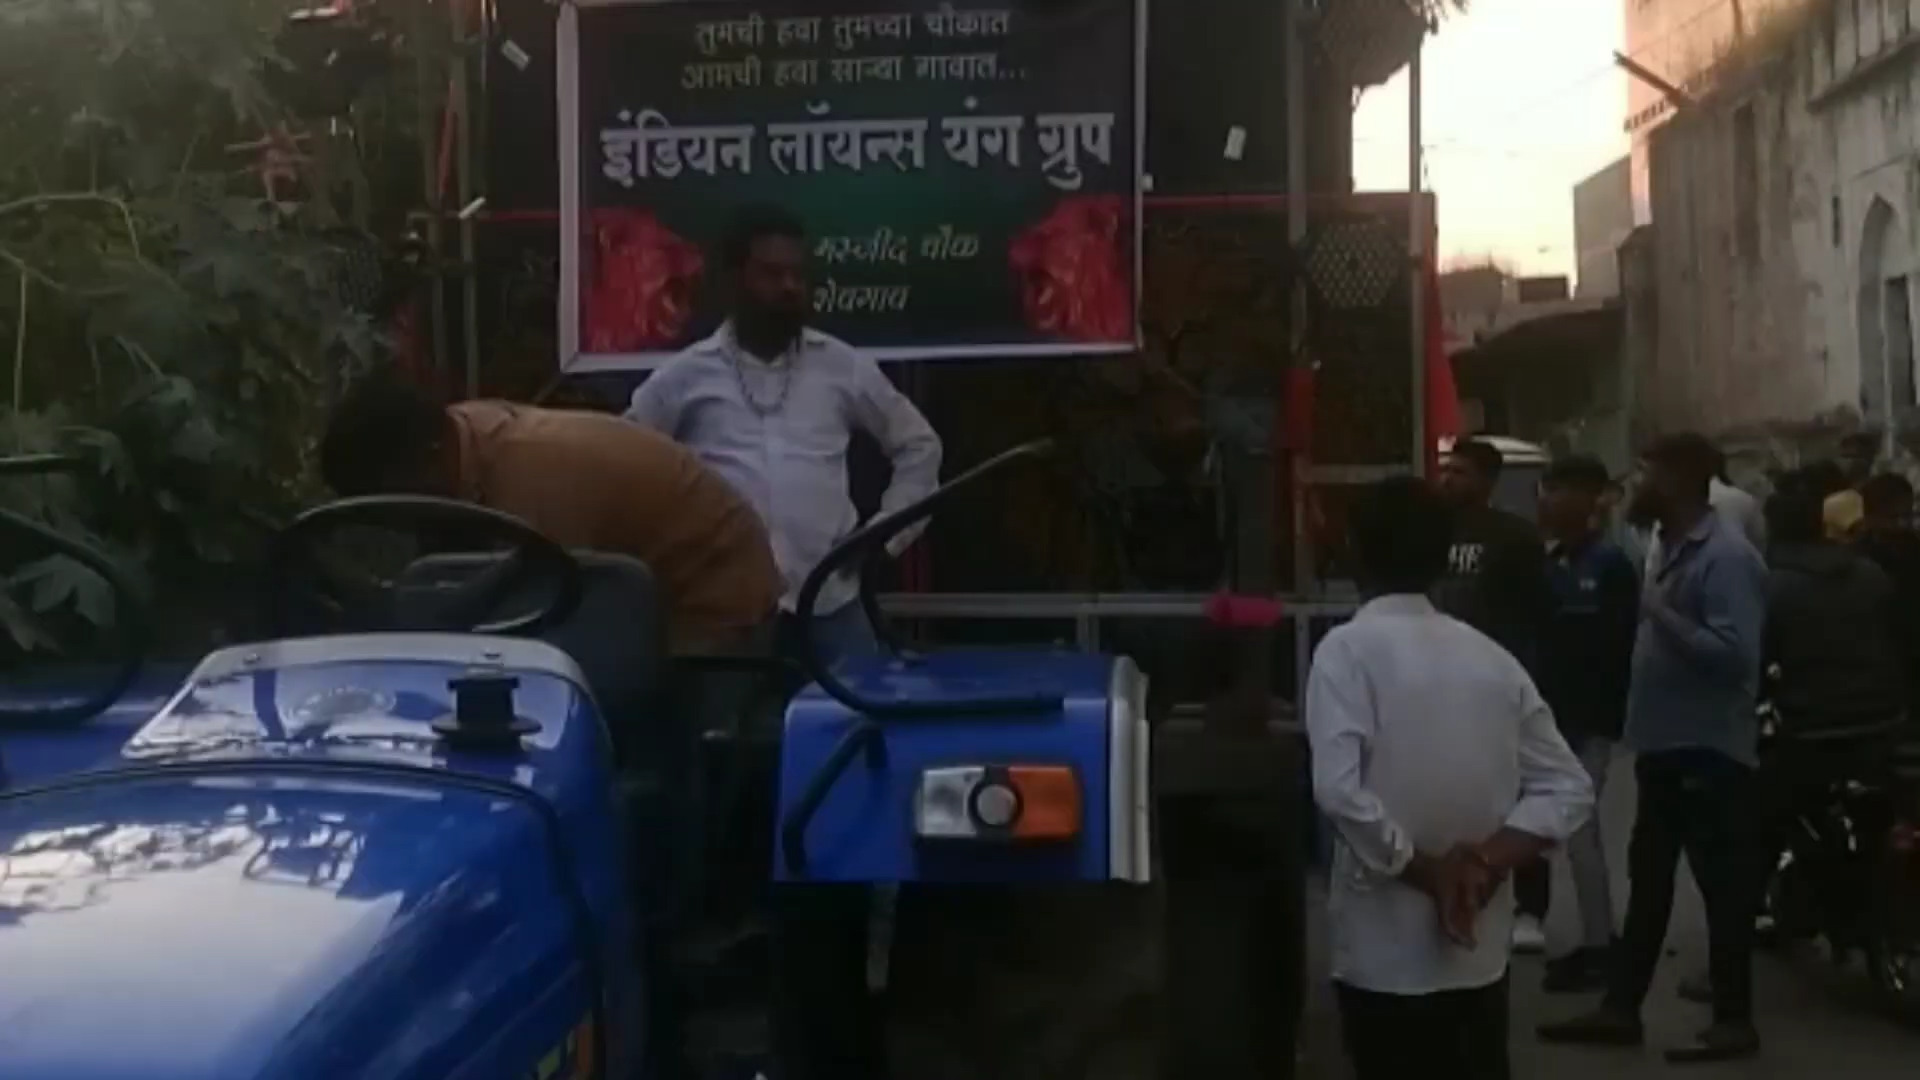 तुमची हवा तुमच्या चौकात
आमची हवा साऱ्या गावात...
इंडियन लॉयन्स यंग ग्रुप
मस्जीद चौक
शेवगाव